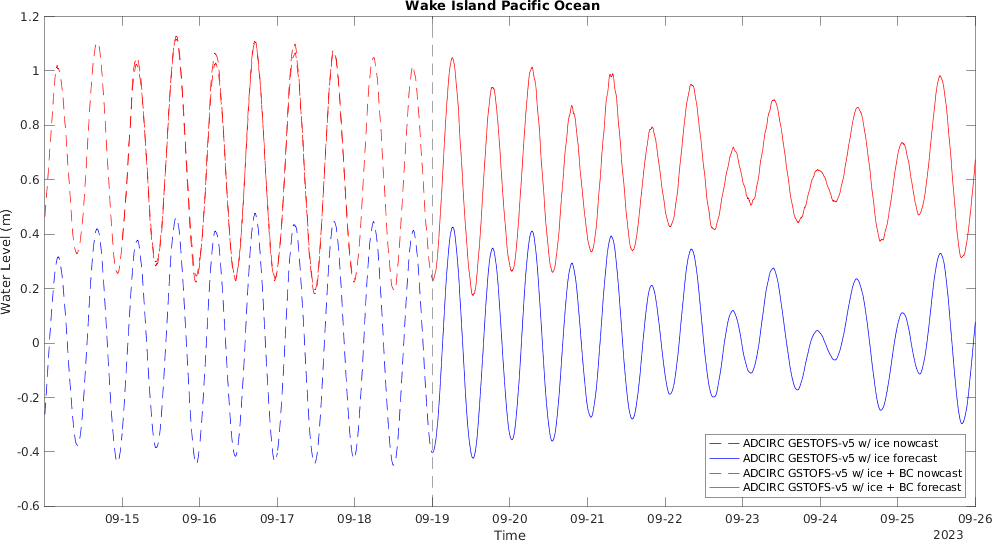 Wake Island Pacific Ocean
1.2
1
0.8
0.6
0.4
0.2
0
-0.2
-0.4
-0.6
Water Level (m)
ADCIRC GESTOFS-v5 w/ ice nowcast
ADCIRC GESTOFS-v5 w/ ice forecast
ADCIRC GSTOFS-v5 w/ ice + BC nowcast
ADCIRC GSTOFS-v5 w/ ice + BC forecast
09-15 09-16 09-17 09-18 09-19 09-20 09-21 09-22 09-23 09-24 09-25 09-26
Time
2023